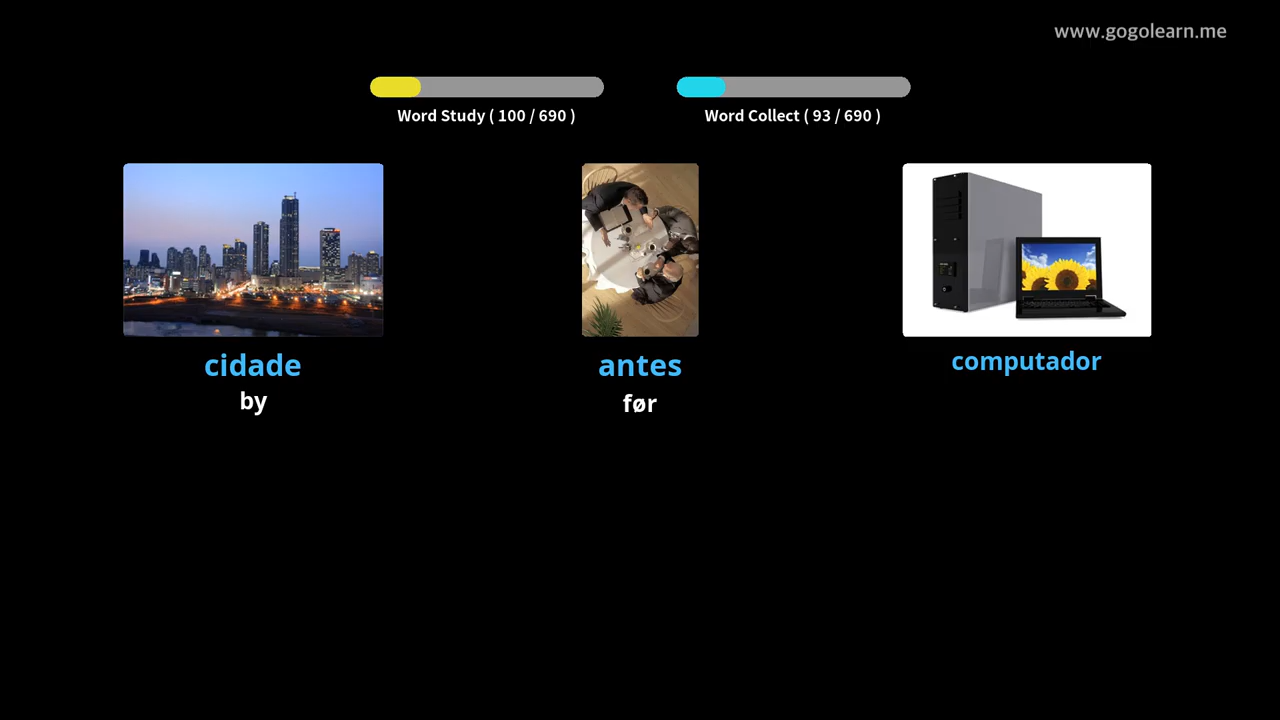 www.gogolearn.me
Word Study ( 100 / 690 )
Word Collect ( 93 / 690 )
cidade
by
antes
før
computador